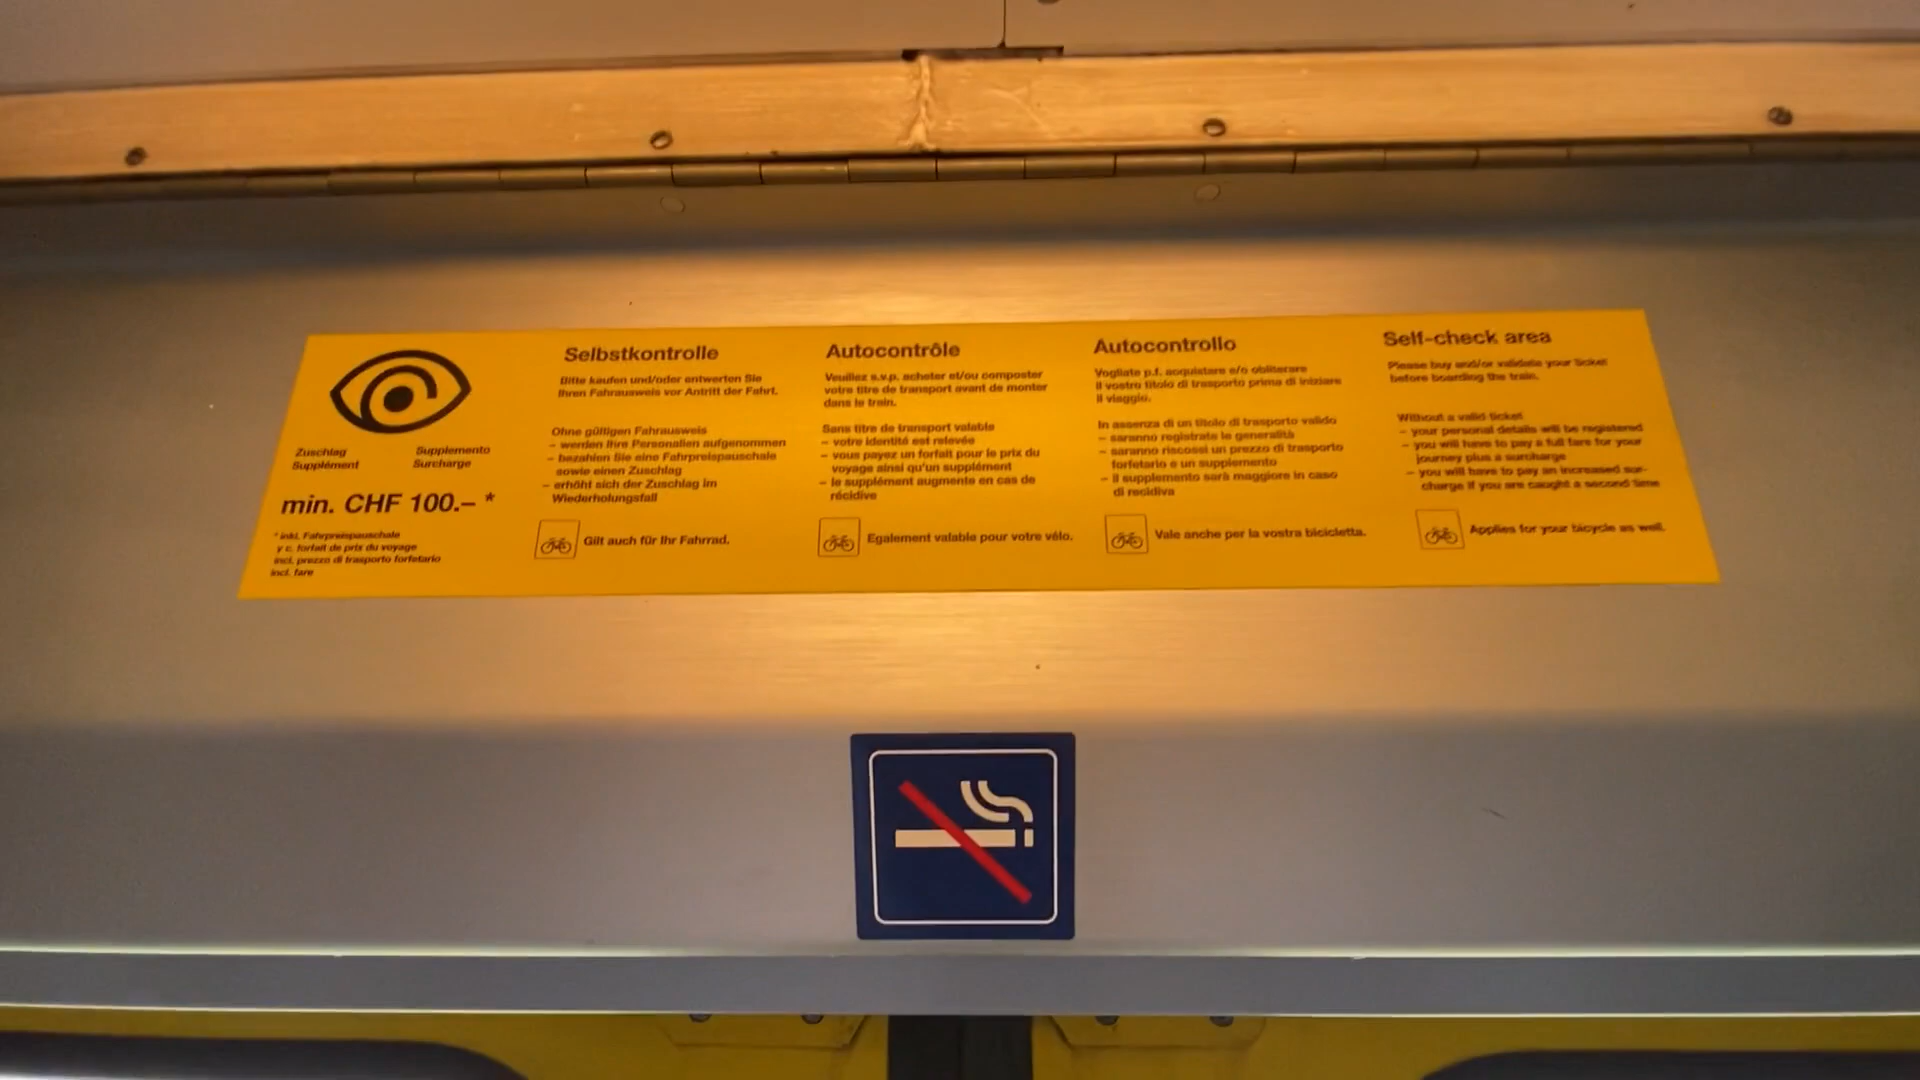 Zuschlag
Supplément
Supplemento
Surcharge
min. CHF 100.– *
* inkl. Fahrpreispauschale
y c. forfait de prix du voyage
incl. prezzo di trasporto forfetario
incl. fare
Selbstkontrolle
Bitte kaufen und/oder entwerten Sie
Ihren Fahrausweis vor Antritt der Fahrt.
Ohne gültigen Fahrausweis
– werden Ihre Personalien aufgenommen
– bezahlen Sie eine Fahrpreispauschale
sowie einen Zuschlag
– erhöht sich der Zuschlag im
Wiederholungsfall
Gilt auch für Ihr Fahrrad.
Autocontrôle
Veuillez s.v.p. acheter et/ou composter
votre titre de transport avant de monter
dans le train.
Sans titre de transport valable
– votre identité est relevée
– vous payez un forfait pour le prix du
voyage ainsi qu'un supplément
– le supplément augmente en cas de
récidive
Egalement valable pour votre vélo.
Autocontrollo
Vogliate p.f. acquistare e/o obliterare
il vostro titolo di trasporto prima di iniziare
il viaggio.
In assenza di un titolo di trasporto valido
– saranno registrate le generalità
– saranno riscossi un prezzo di trasporto
forfetario e un supplemento
– il supplemento sarà maggiore in caso
di recidiva
Vale anche per la vostra bicicletta.
Self-check area
Please buy and/or validate your ticket
before boarding the train.
Without a valid ticket
– your personal details will be registered
– you will have to pay a full fare for your
journey plus a surcharge
– you will have to pay an increased sur-
charge if you are caught a second time
Applies for your bicycle as well.